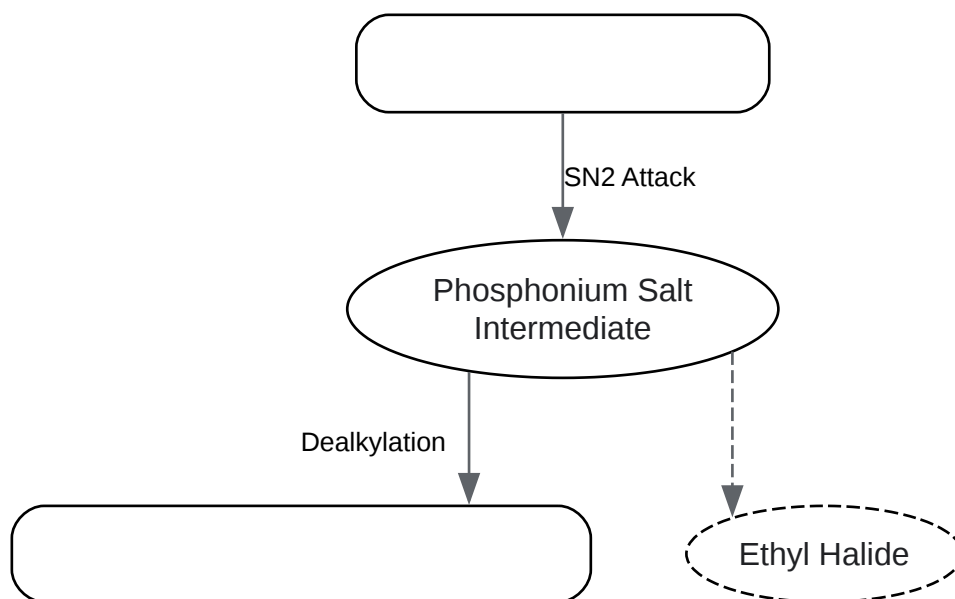 SN2 Attack
Phosphonium Salt
Intermediate
Dealkylation
Ethyl Halide